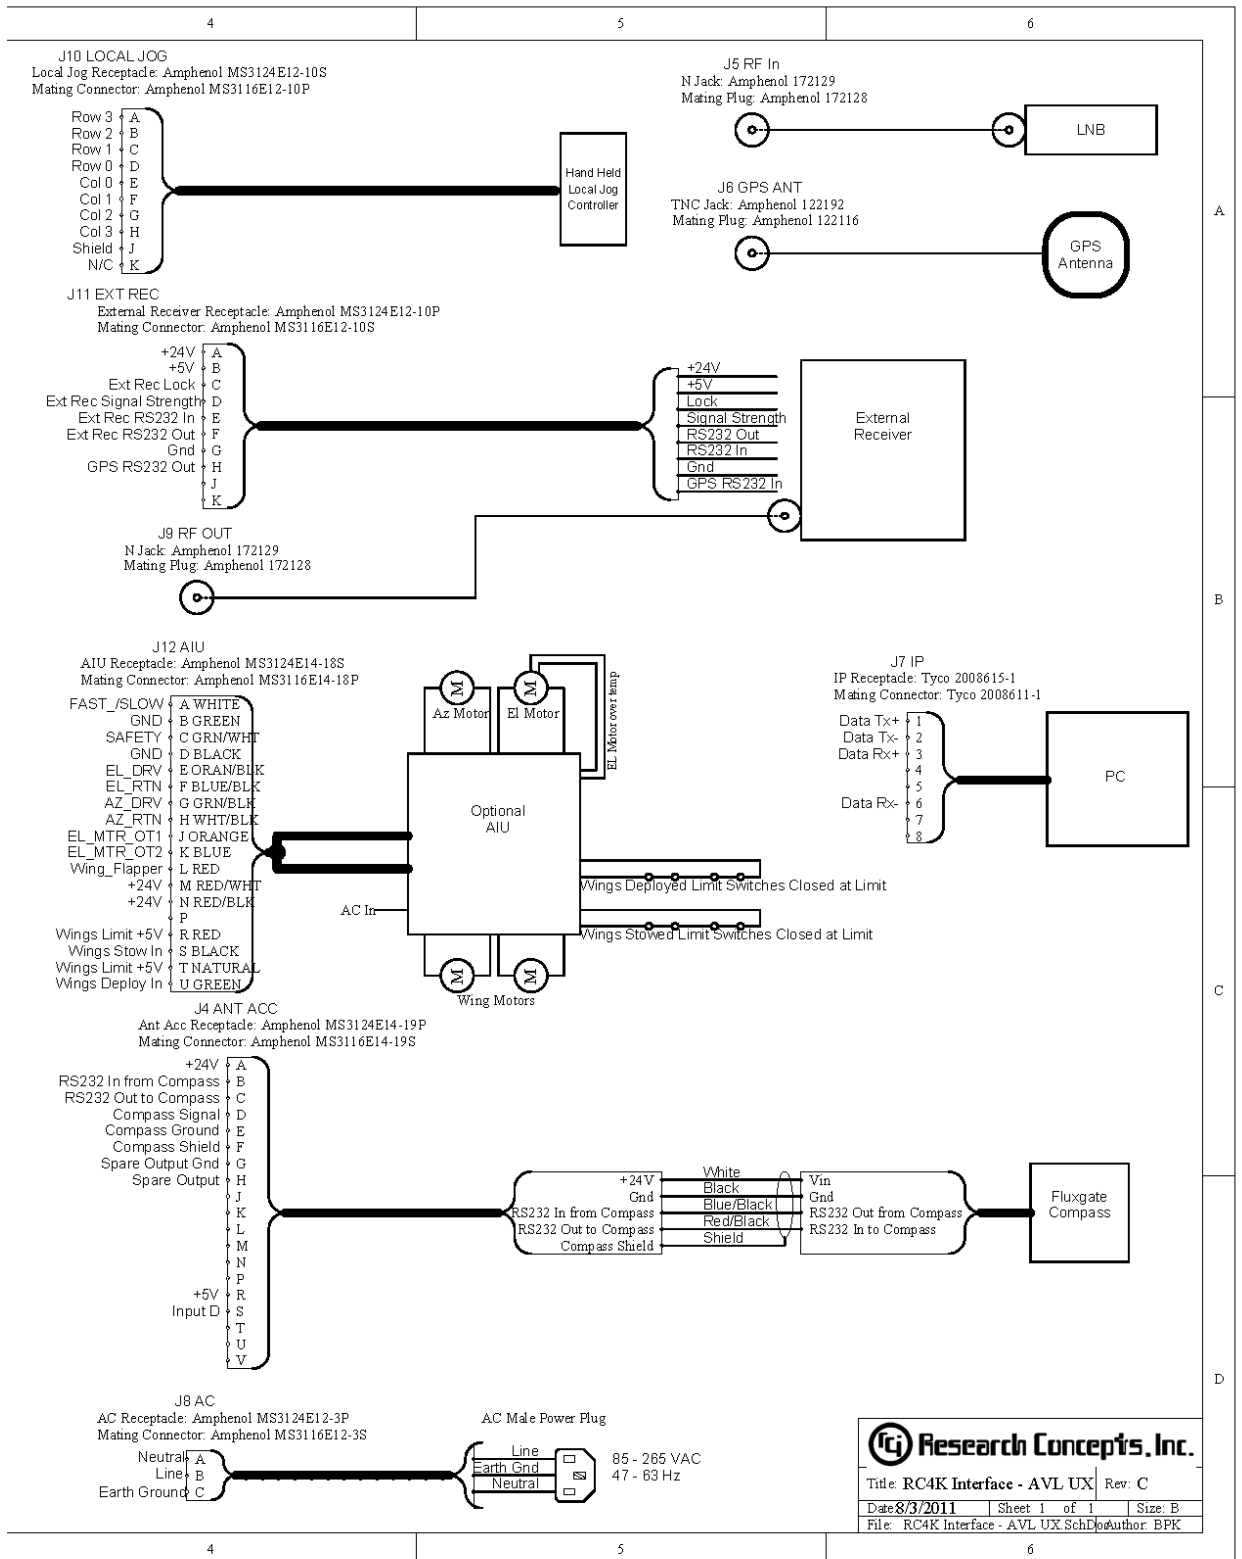 4 5 6
J10 LOCAL JOG
Local Jog Receptacle: Amphenol MS3124E12-10S
Mating Connector: Amphenol MS3116E12-10P
Row 3 A
Row 2 B
Row 1 C
Row 0 D
Col 0 E
Col 1 F
Col 2 G
Col 3 H
Shield J
N/C K
Hand Held
Local Jog
Controller
J5 RF In
N Jack: Amphenol 172129
Mating Plug: Amphenol 172128
LNB
J6 GPS ANT
TNC Jack: Amphenol 122192
Mating Plug: Amphenol 122116
GPS
Antenna
A
J11 EXT REC
External Receiver Receptacle: Amphenol MS3124E12-10P
Mating Connector: Amphenol MS3116E12-10S
+24V A
+5V B
Ext Rec Lock C
Ext Rec Signal Strength D
Ext Rec RS232 In E
Ext Rec RS232 Out F
Gnd G
GPS RS232 Out H
J
K
+24V
+5V
Lock
Signal Strength
RS232 Out
RS232 In
Gnd
GPS RS232 In
External
Receiver
J9 RF OUT
N Jack: Amphenol 172129
Mating Plug: Amphenol 172128
B
J12 AIU
AIU Receptacle: Amphenol MS3124E14-18S
Mating Connector: Amphenol MS3116E14-18P
FAST_/SLOW A WHITE
GND B GREEN
SAFETY C GRN/WHT
GND D BLACK
EL_DRV E ORAN/BLK
EL_RTN F BLUE/BLK
AZ_DRV G GRN/BLK
AZ_RTN H WHT/BLK
EL_MTR_OT1 J ORANGE
EL_MTR_OT2 K BLUE
Wing_Flapper L RED
+24V M RED/WHT
+24V N RED/BLK
P
Wings Limit +5V R RED
Wings Stow In S BLACK
Wings Limit +5V T NATURAL
Wings Deploy In U GREEN
M M
Az Motor El Motor
EL Motor overtemp
Optional
AIU
AC In
Wings Deployed Limit Switches Closed at Limit
Wings Stowed Limit Switches Closed at Limit
M M
Wing Motors
J7 IP
IP Receptacle: Tyco 2008615-1
Mating Connector: Tyco 2008611-1
Data Tx+ 1
Data Tx- 2
Data Rx+ 3
4
5
Data Rx- 6
7
8
PC
C
J4 ANT ACC
Ant Acc Receptacle: Amphenol MS3124E14-19P
Mating Connector: Amphenol MS3116E14-19S
+24V A
RS232 In from Compass B
RS232 Out to Compass C
Compass Signal D
Compass Ground E
Compass Shield F
Spare Output Gnd G
Spare Output H
J
K
L
M
N
P
+5V R
Input D S
T
U
V
+24V White Vin
Gnd Black Gnd
RS232 In from Compass Blue/Black RS232 Out from Compass
RS232 Out to Compass Red/Black RS232 In to Compass
Compass Shield Shield
Fluxgate
Compass
D
J8 AC
AC Receptacle: Amphenol MS3124E12-3P
Mating Connector: Amphenol MS3116E12-3S
Neutral A
Line B
Earth Ground C
AC Male Power Plug
Line
Earth Gnd
Neutral
85 - 265 VAC
47 - 63 Hz
rci Research Concepts, Inc.
Title: RC4K Interface - AVL UX Rev: C
Date: 8/3/2011 Sheet 1 of 1 Size: B
File: RC4K Interface - AVL UX.SchDoc Author: BPK
4 5 6